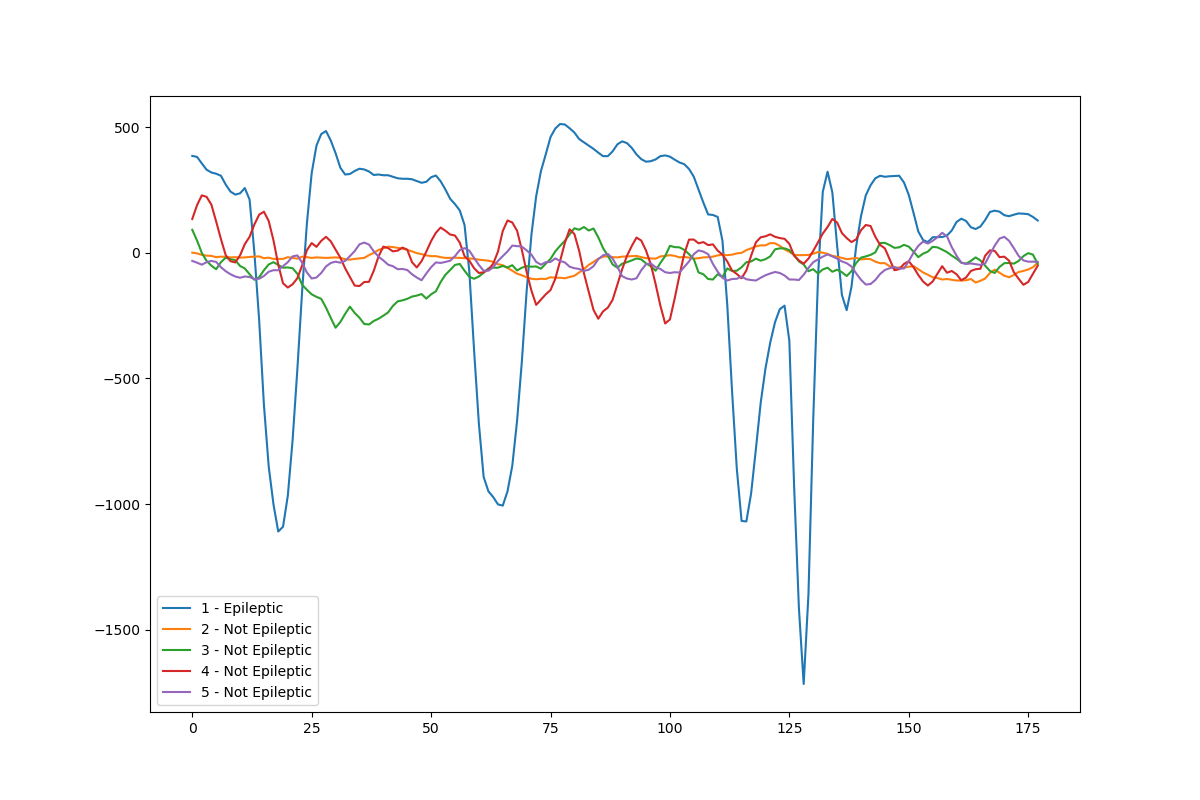 500
0
−500
−1000
−1500
1 - Epileptic
2 - Not Epileptic
3 - Not Epileptic
4 - Not Epileptic
5 - Not Epileptic
0 25 50 75 100 125 150 175